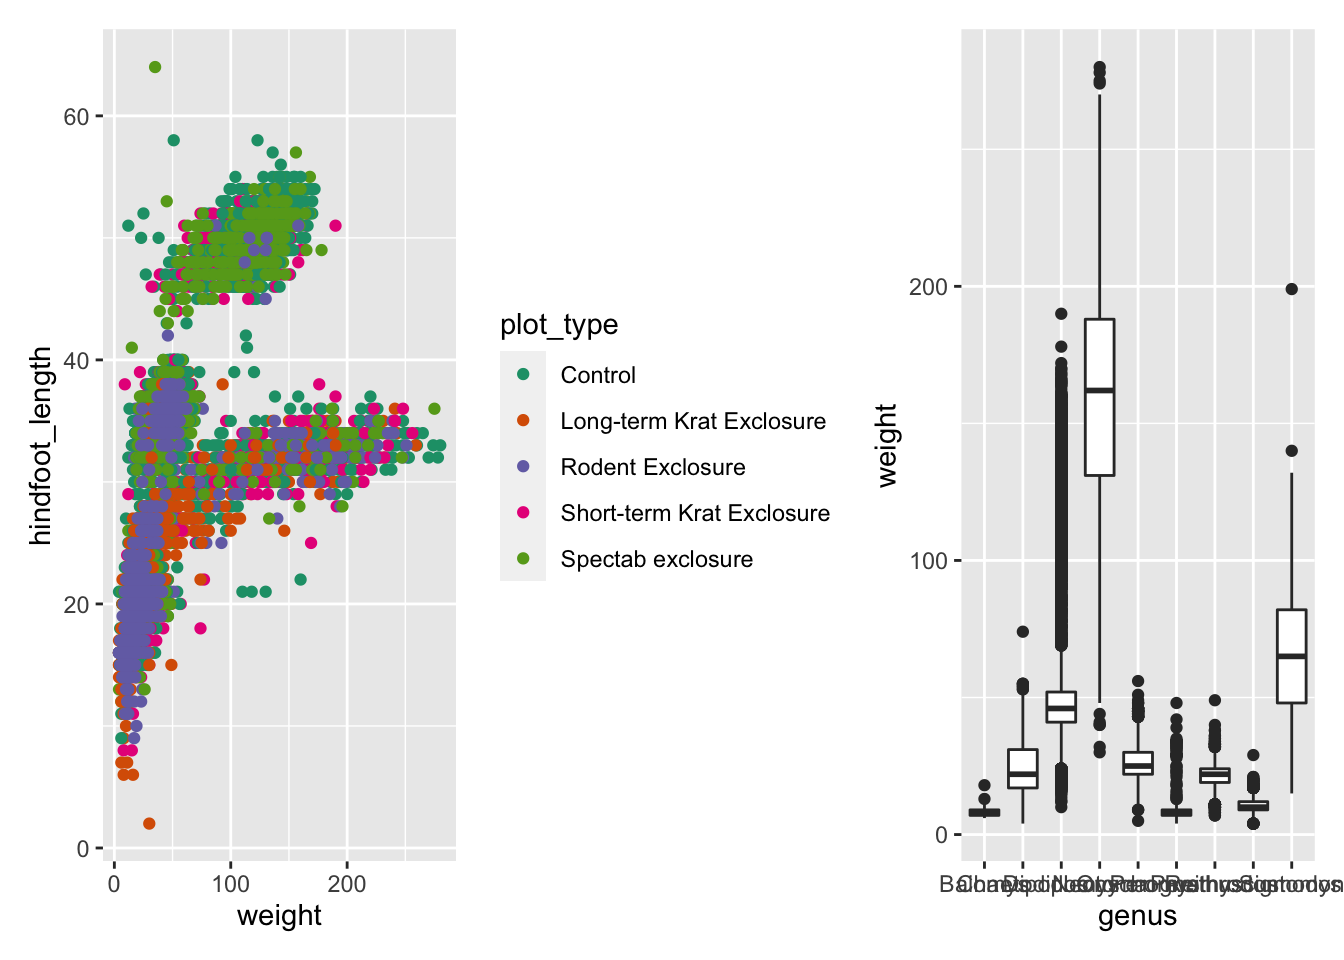 60
40
20
0
0 100 200
weight
hindfoot_length
plot_type
Control
Long-term Krat Exclosure
Rodent Exclosure
Short-term Krat Exclosure
Spectab exclosure
200
100
0
weight
genus